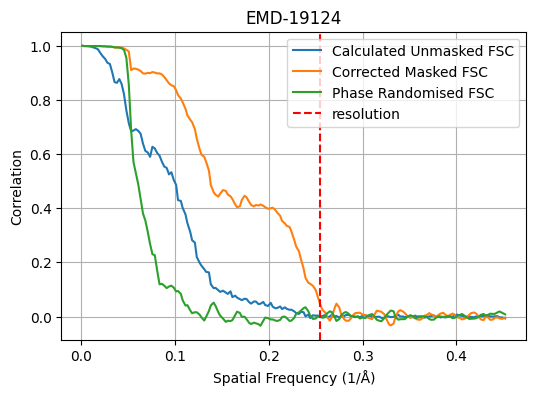 EMD-19124
Calculated Unmasked FSC
Corrected Masked FSC
Phase Randomised FSC
resolution
Correlation
1.0
0.8
0.6
0.4
0.2
0.0
0.0 0.1 0.2 0.3 0.4
Spatial Frequency (1/Å)